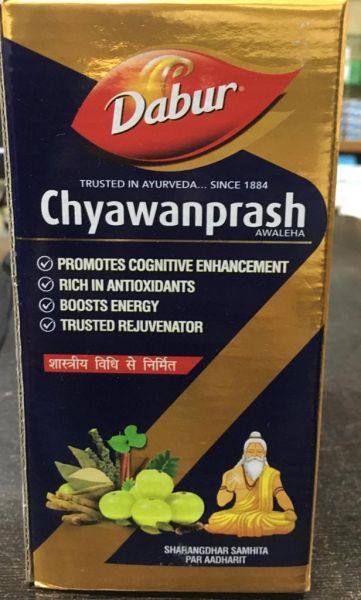 Dabur
TRUSTED IN AYURVEDA... SINCE 1884
Chyawanprash
AWALEHA
PROMOTES COGNITIVE ENHANCEMENT
RICH IN ANTIOXIDANTS
BOOSTS ENERGY
TRUSTED REJUVENATOR
शास्त्रीय विधि से निर्मित
SHARANGDHAR SAMHITA
PAR AADHARIT